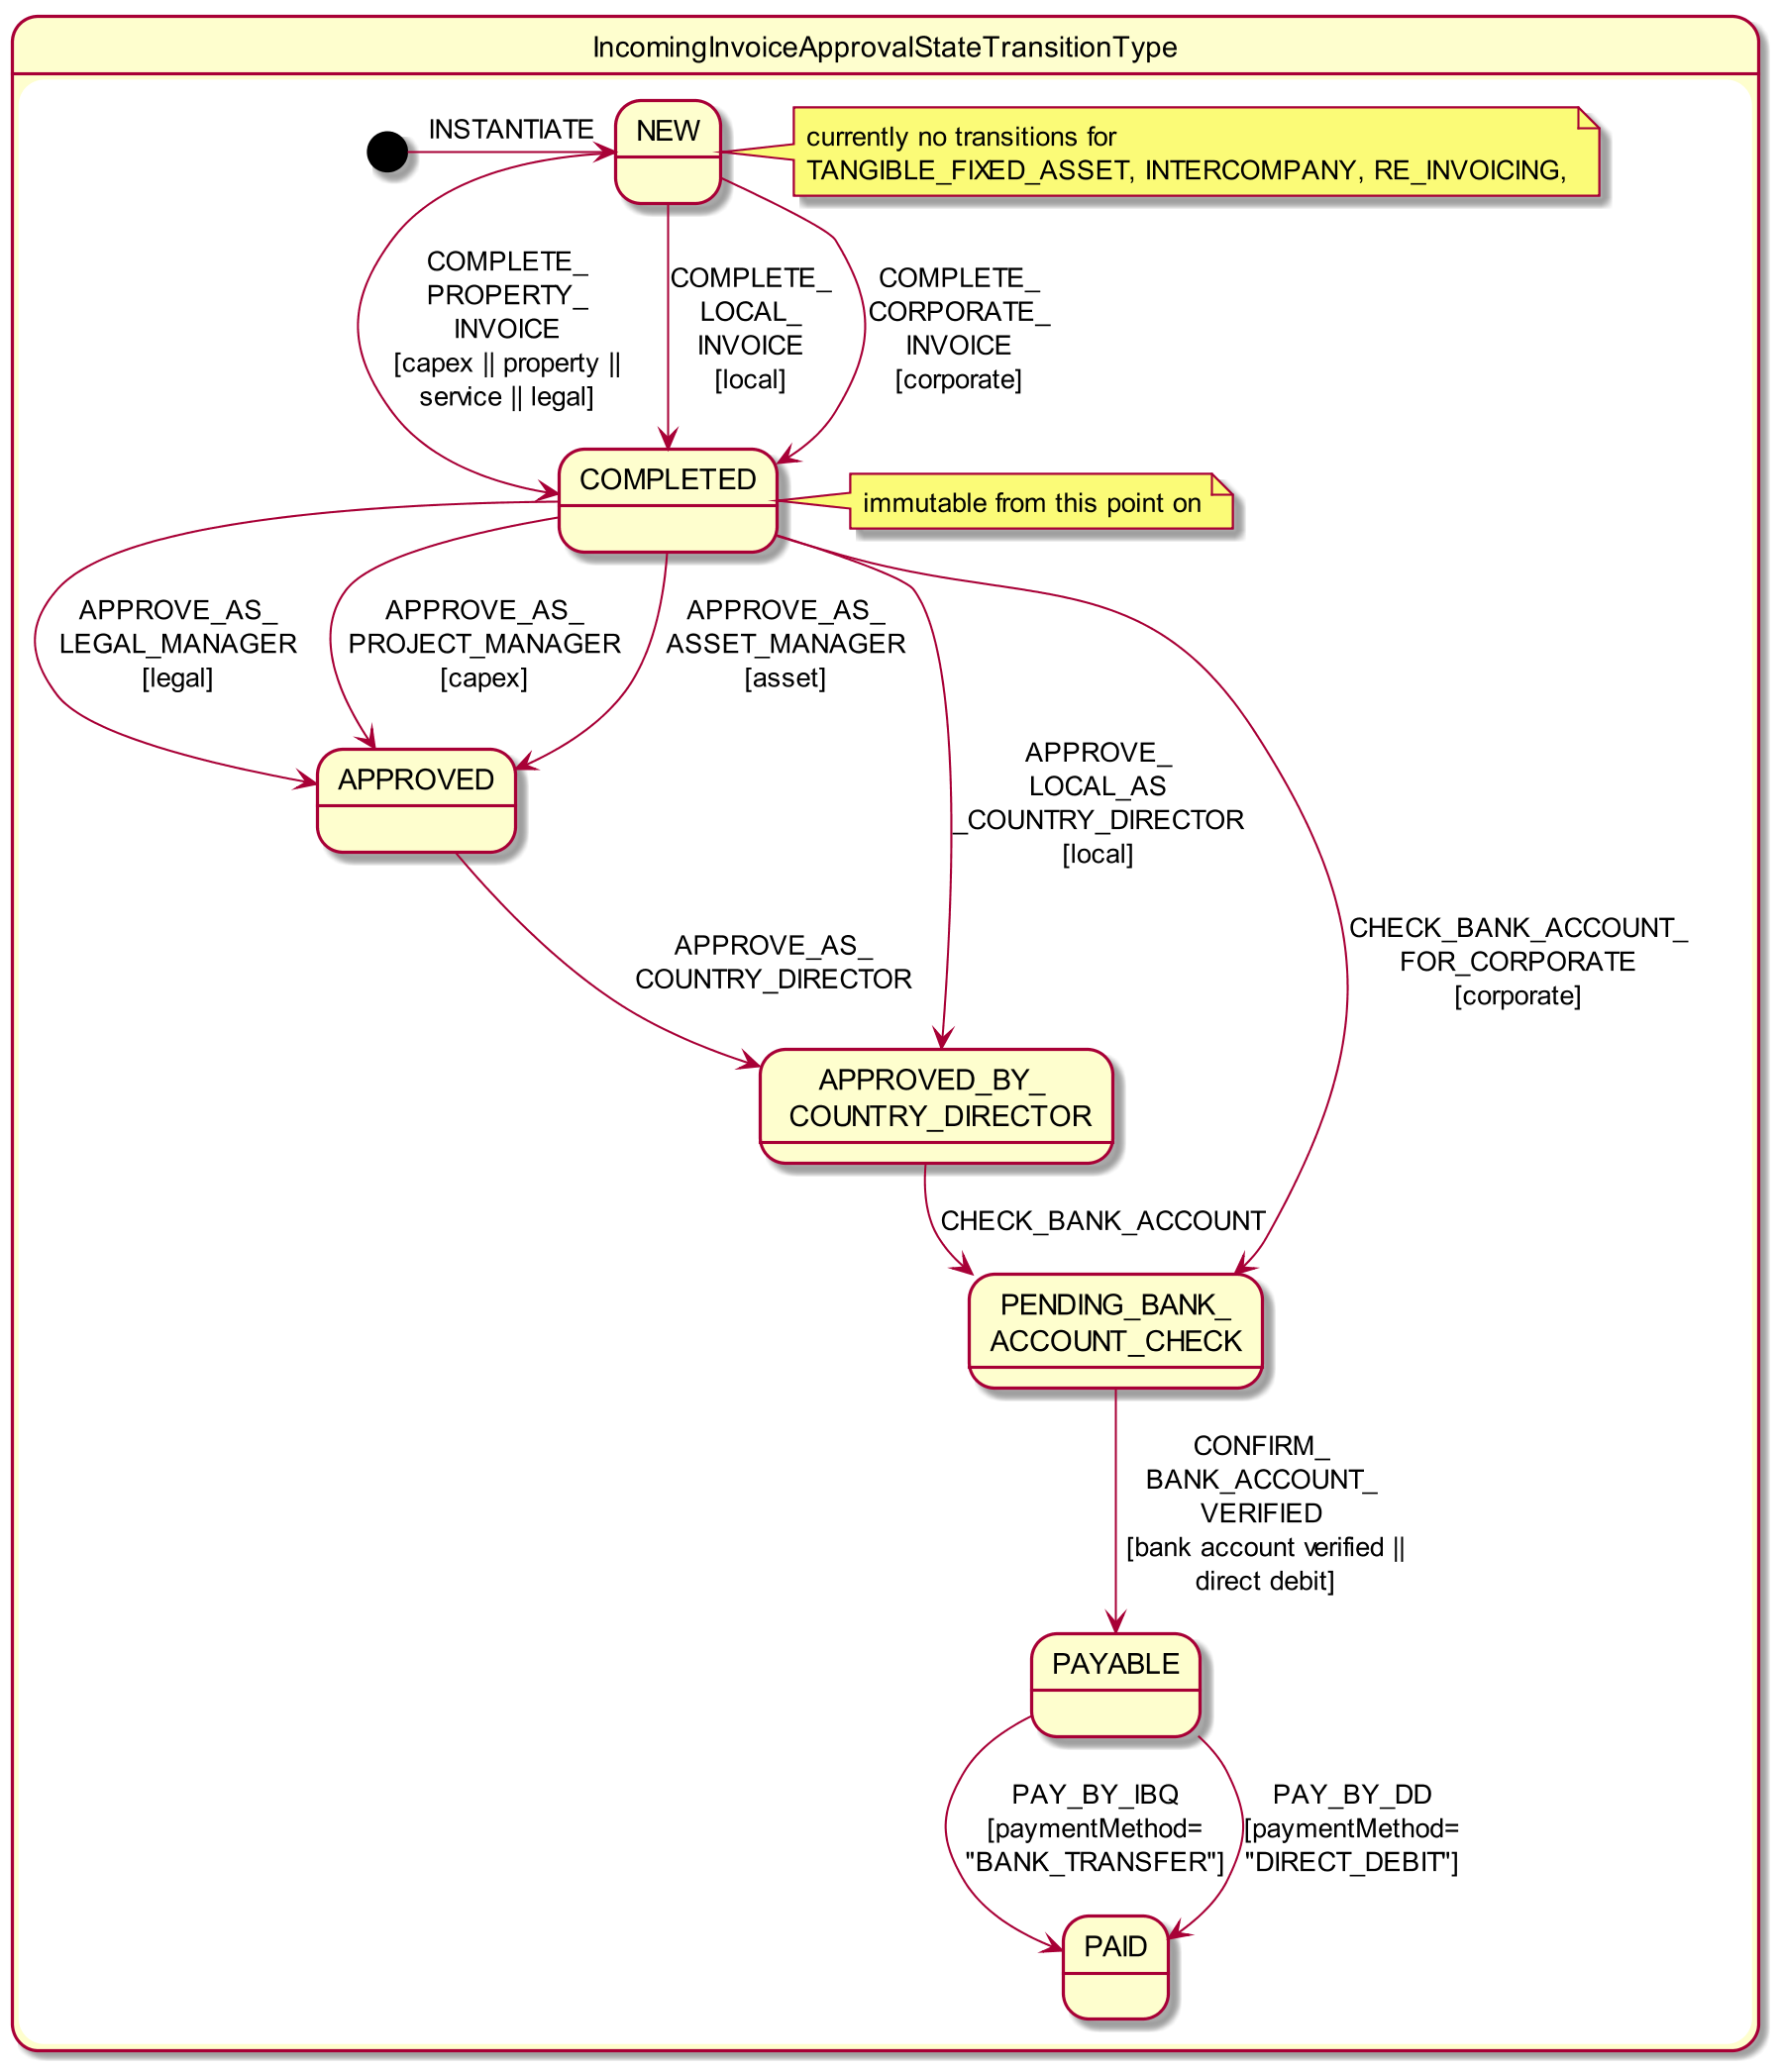 IncomingInvoiceApprovalStateTransitionType
INSTANTIATE
NEW
currently no transitions for
TANGIBLE_FIXED_ASSET, INTERCOMPANY, RE_INVOICING,
COMPLETE_
PROPERTY_
INVOICE
[capex || property ||
service || legal]
COMPLETE_
LOCAL_
INVOICE
[local]
COMPLETE_
CORPORATE_
INVOICE
[corporate]
COMPLETED
immutable from this point on
APPROVE_AS_
LEGAL_MANAGER
[legal]
APPROVE_AS_
PROJECT_MANAGER
[capex]
APPROVE_AS_
ASSET_MANAGER
[asset]
APPROVE_
LOCAL_AS
_COUNTRY_DIRECTOR
[local]
CHECK_BANK_ACCOUNT_
FOR_CORPORATE
[corporate]
APPROVED
APPROVE_AS_
COUNTRY_DIRECTOR
APPROVED_BY_
COUNTRY_DIRECTOR
CHECK_BANK_ACCOUNT
PENDING_BANK_
ACCOUNT_CHECK
CONFIRM_
BANK_ACCOUNT_
VERIFIED
[bank account verified ||
direct debit]
PAYABLE
PAY_BY_IBQ
[paymentMethod=
"BANK_TRANSFER"]
PAY_BY_DD
[paymentMethod=
"DIRECT_DEBIT"]
PAID